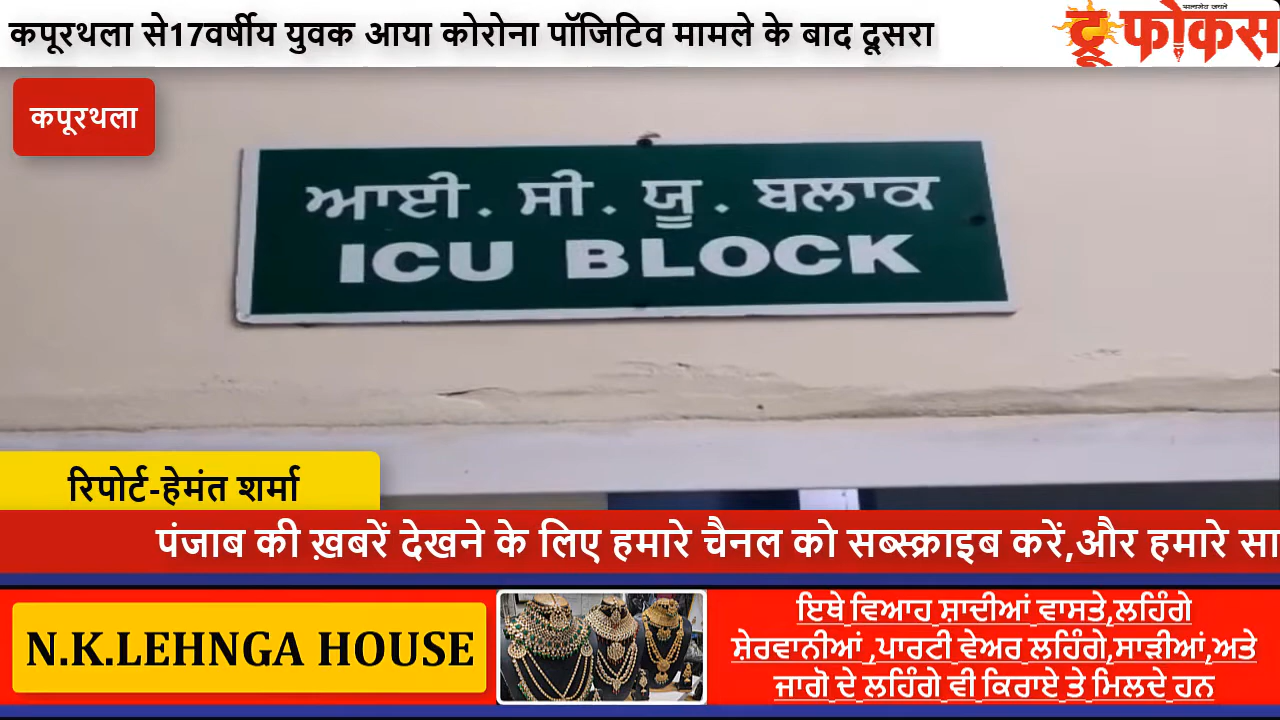 कपूरथला से17वर्षीय युवक आया कोरोना पॉजिटिव मामले के बाद दूसरा
ट्रू फोकस
कपूरथला
ਆਈ. ਸੀ. ਯੂ. ਬਲਾਕ
ICU BLOCK
रिपोर्ट-हेमंत शर्मा
पंजाब की ख़बरें देखने के लिए हमारे चैनल को सब्स्क्राइब करें,और हमारे सा
N.K.LEHNGA HOUSE
ਇਥੇ ਵਿਆਹ ਸ਼ਾਦੀਆਂ ਵਾਸਤੇ,ਲਹਿੰਗੇ
ਸ਼ੇਰਵਾਨੀਆਂ ,ਪਾਰਟੀ ਵੇਅਰ ਲਹਿੰਗੇ,ਸਾੜੀਆਂ,ਅਤੇ
ਜਾਗੋ ਦੇ ਲਹਿੰਗੇ ਵੀ ਕਿਰਾਏ ਤੇ ਮਿਲਦੇ ਹਨ